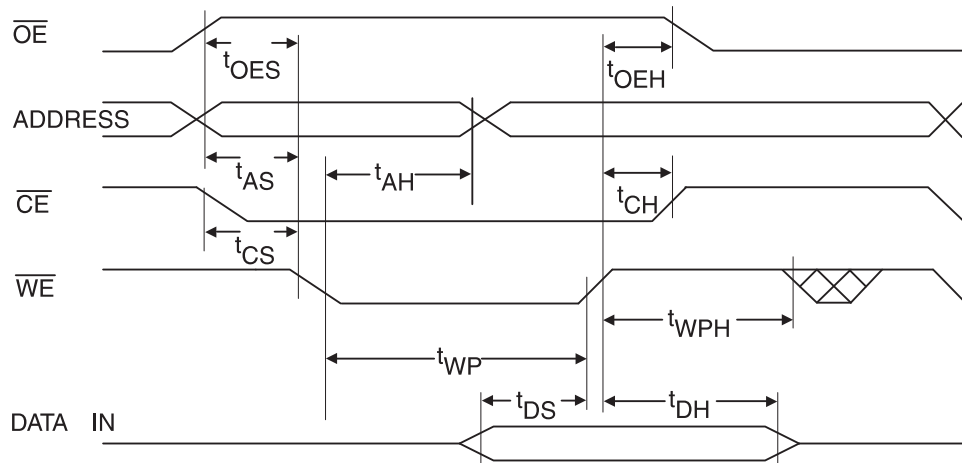 OE
tOES
tOEH
ADDRESS
tAS
tAH
CE
tCH
tCS
WE
tWPH
tWP
tDS
tDH
DATA IN